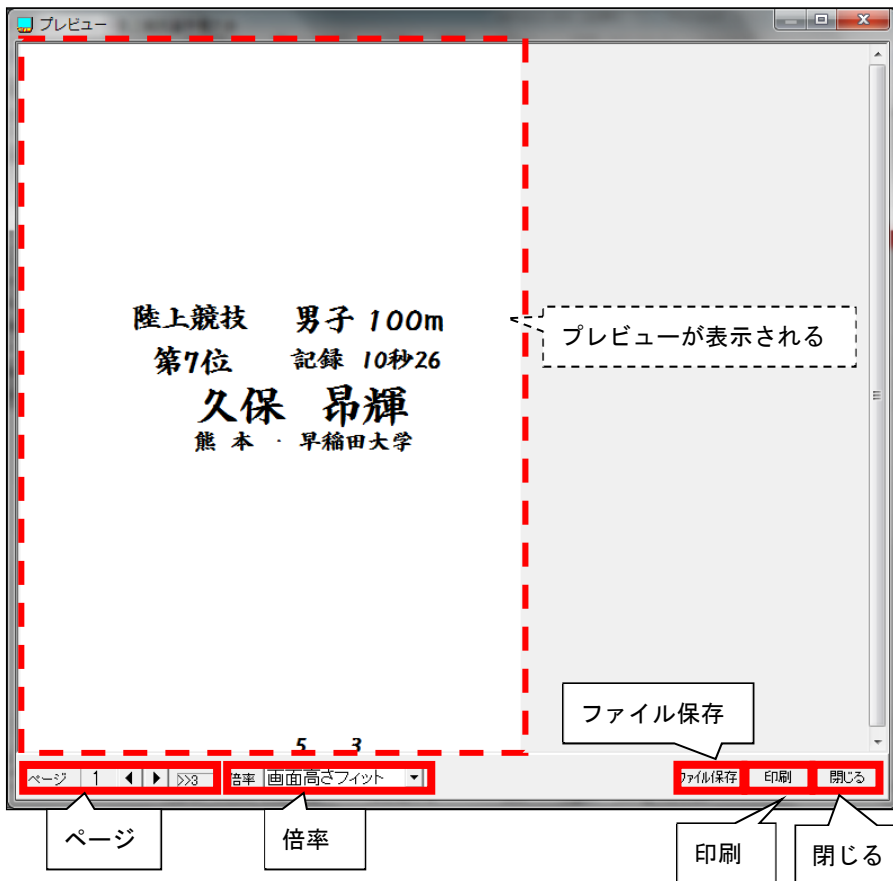 プレビュー
陸上競技 男子 100m
第7位 記録 10秒26
久保 昂輝
熊本・早稲田大学
プレビューが表示される
5 3
ファイル保存
ページ 1 >>3 倍率 画面高さフィット ファイル保存 印刷 閉じる
ページ
倍率
印刷
閉じる